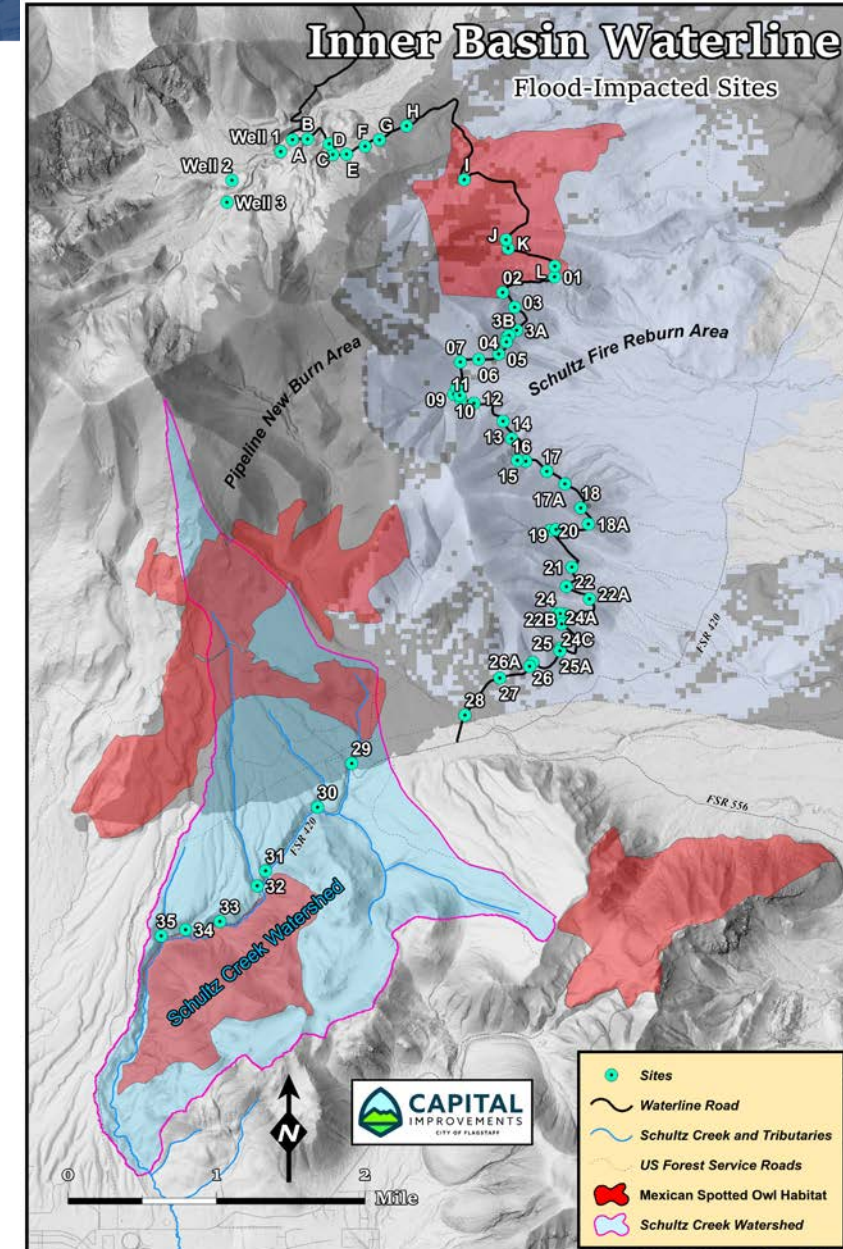 Inner Basin Waterline
Flood-Impacted Sites
H
G
F
B
Well 1
D
A
C
E
Well 2
I
Well 3
J
K
L
01
02
03
3B
3A
04
05
07
06
Pipeline New Burn Area
Schultz Fire Reburn Area
11
09
12
10
14
13
16
15
17
17A
18
18A
19
20
21
22
22A
24
24A
22B
24C
25
25A
26A
26
27
FSR 420
28
29
30
FSR 556
FSR 420
31
32
33
35
34
Schultz Creek Watershed
CAPITAL
IMPROVEMENTS
CITY OF FLAGSTAFF
N
0 1 2
Mile
Sites
Waterline Road
Schultz Creek and Tributaries
US Forest Service Roads
Mexican Spotted Owl Habitat
Schultz Creek Watershed